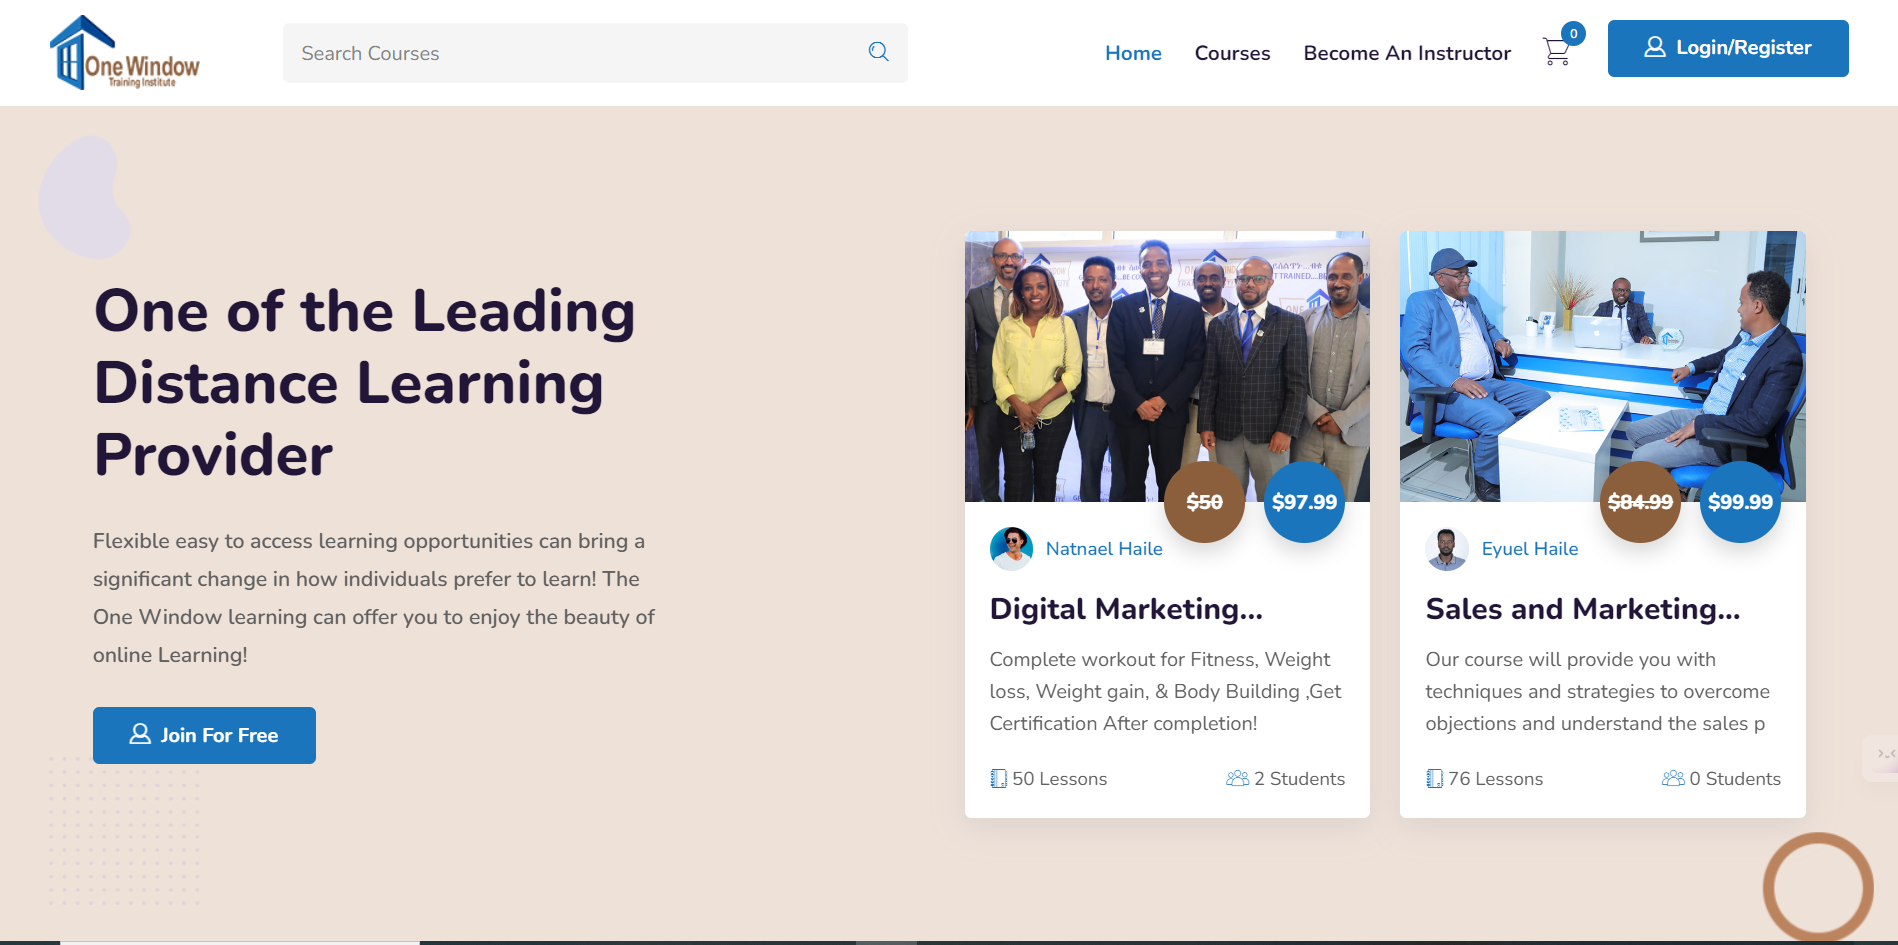 One Window
Training Institute
Search Courses
Home
Courses
Become An Instructor
0
Login/Register
One of the Leading
Distance Learning
Provider
Flexible easy to access learning opportunities can bring a
significant change in how individuals prefer to learn! The
One Window learning can offer you to enjoy the beauty of
online Learning!
Join For Free
$50
$97.99
Natnael Haile
Digital Marketing...
Complete workout for Fitness, Weight
loss, Weight gain, & Body Building ,Get
Certification After completion!
50 Lessons
2 Students
$84.99
$99.99
Eyuel Haile
Sales and Marketing...
Our course will provide you with
techniques and strategies to overcome
objections and understand the sales p
76 Lessons
0 Students